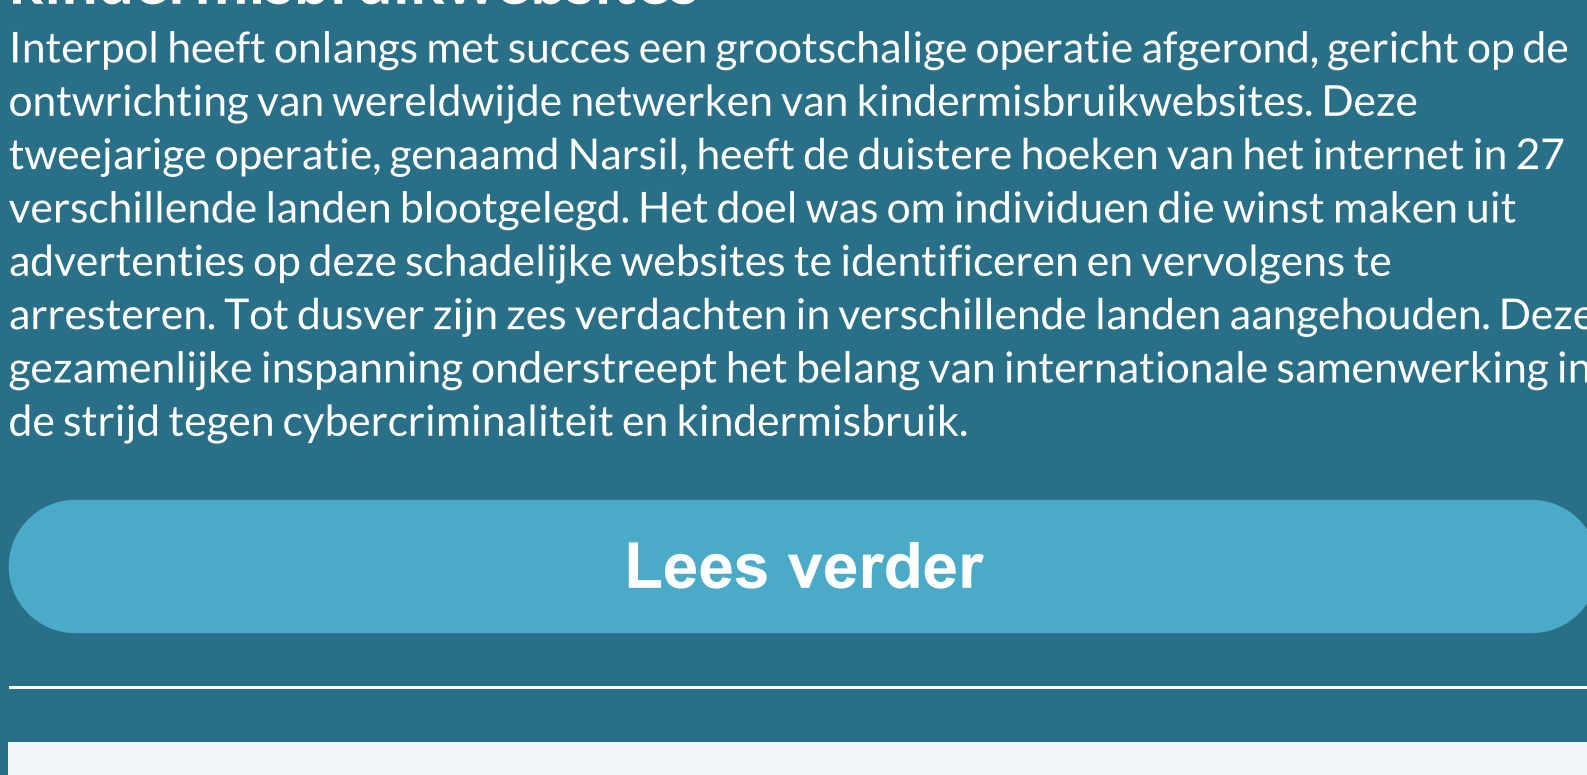 kindermisbruikwebsites
Interpol heeft onlangs met succes een grootschalige operatie afgerond, gericht op de
ontwrichting van wereldwijde netwerken van kindermisbruikwebsites. Deze
tweejarige operatie, genaamd Narsil, heeft de duistere hoeken van het internet in 27
verschillende landen blootgelegd. Het doel was om individuen die winst maken uit
advertenties op deze schadelijke websites te identificeren en vervolgens te
arresteren. Tot dusver zijn zes verdachten in verschillende landen aangehouden. Deze
gezamenlijke inspanning onderstreept het belang van internationale samenwerking in
de strijd tegen cybercriminaliteit en kindermisbruik.
Lees verder